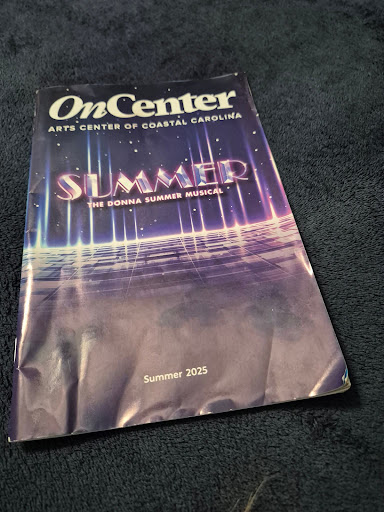 OnCenter
ARTS CENTER OF COASTAL CAROLINA
SUMMER
THE DONNA SUMMER MUSICAL
Summer 2025